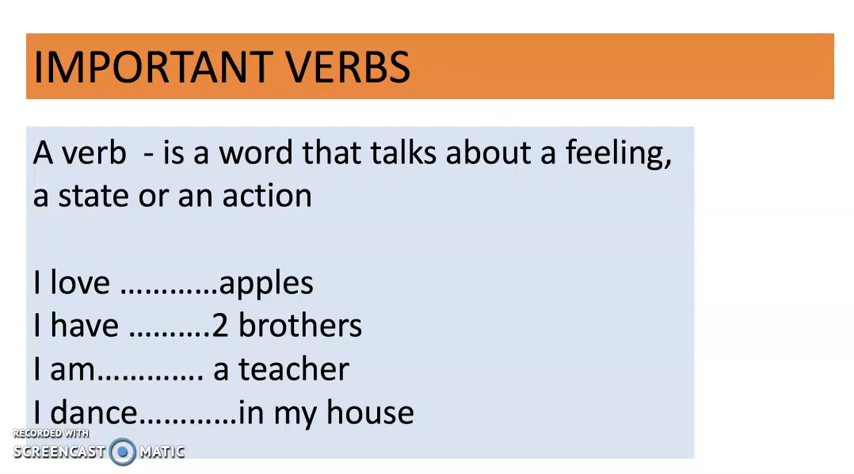 IMPORTANT VERBS
A verb  - is a word that talks about a feeling,
a state or an action
I love …………apples
I have ……….2 brothers
I am…………. a teacher
I dance…………in my house
RECORDED WITH
SCREENCAST MATIC